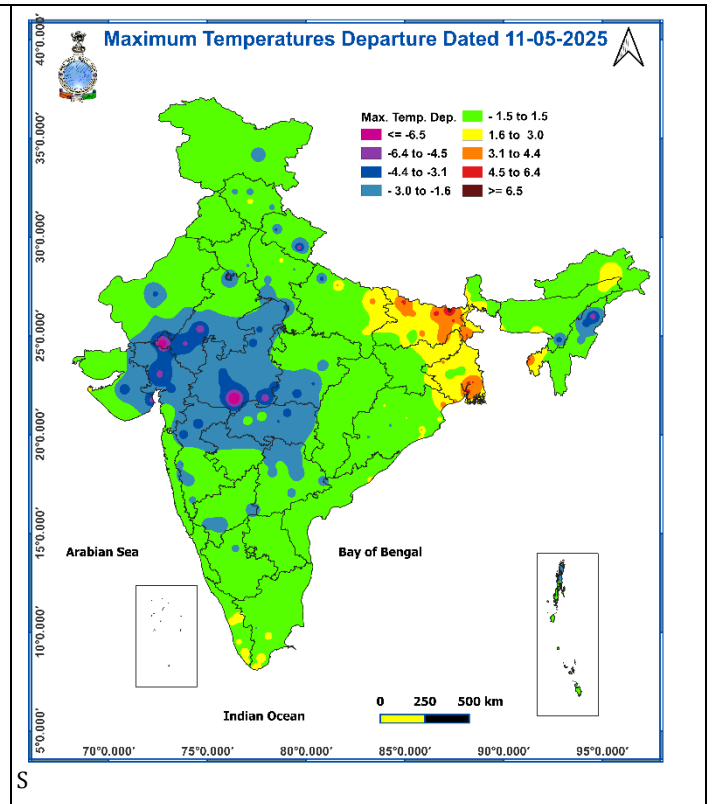 Maximum Temperatures Departure Dated 11-05-2025
Max. Temp. Dep.
<= -6.5
-6.4 to -4.5
-4.4 to -3.1
- 3.0 to -1.6
- 1.5 to 1.5
1.6 to 3.0
3.1 to 4.4
4.5 to 6.4
>= 6.5
40°0.000'
35°0.000'
30°0.000'
25°0.000'
20°0.000'
15°0.000'
10°0.000'
5°0.000'
Arabian Sea
Bay of Bengal
Indian Ocean
0 250 500 km
70°0.000' 75°0.000' 80°0.000' 85°0.000' 90°0.000' 95°0.000'
S